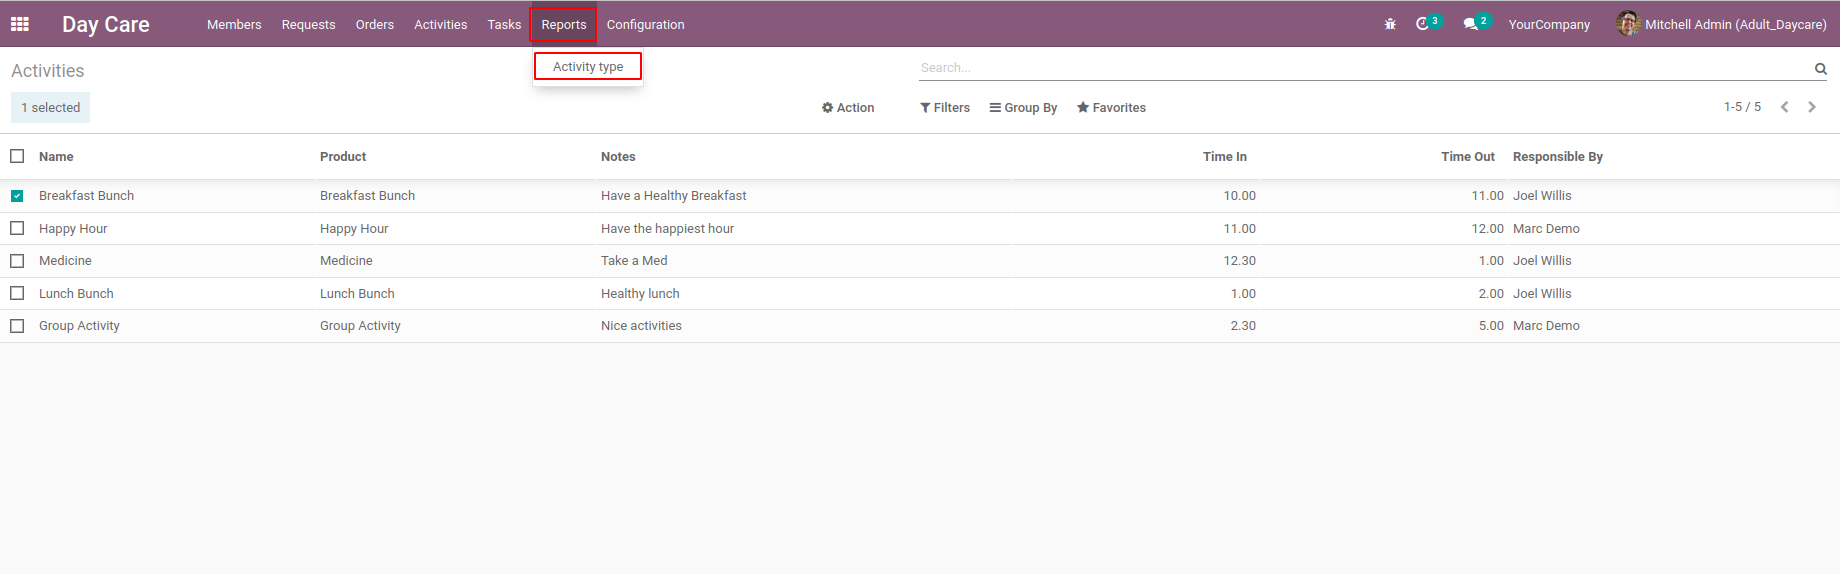 Day Care Members Requests Orders Activities Tasks Reports Configuration 3 2 YourCompany Mitchell Admin (Adult_Daycare)
Activities Activity type Search...
1 selected Action Filters Group By Favorites 1-5 / 5
Name Product Notes Time In Time Out Responsible By
Breakfast Bunch Breakfast Bunch Have a Healthy Breakfast 10.00 11.00 Joel Willis
Happy Hour Happy Hour Have the happiest hour 11.00 12.00 Marc Demo
Medicine Medicine Take a Med 12.30 1.00 Joel Willis
Lunch Bunch Lunch Bunch Healthy lunch 1.00 2.00 Joel Willis
Group Activity Group Activity Nice activities 2.30 5.00 Marc Demo